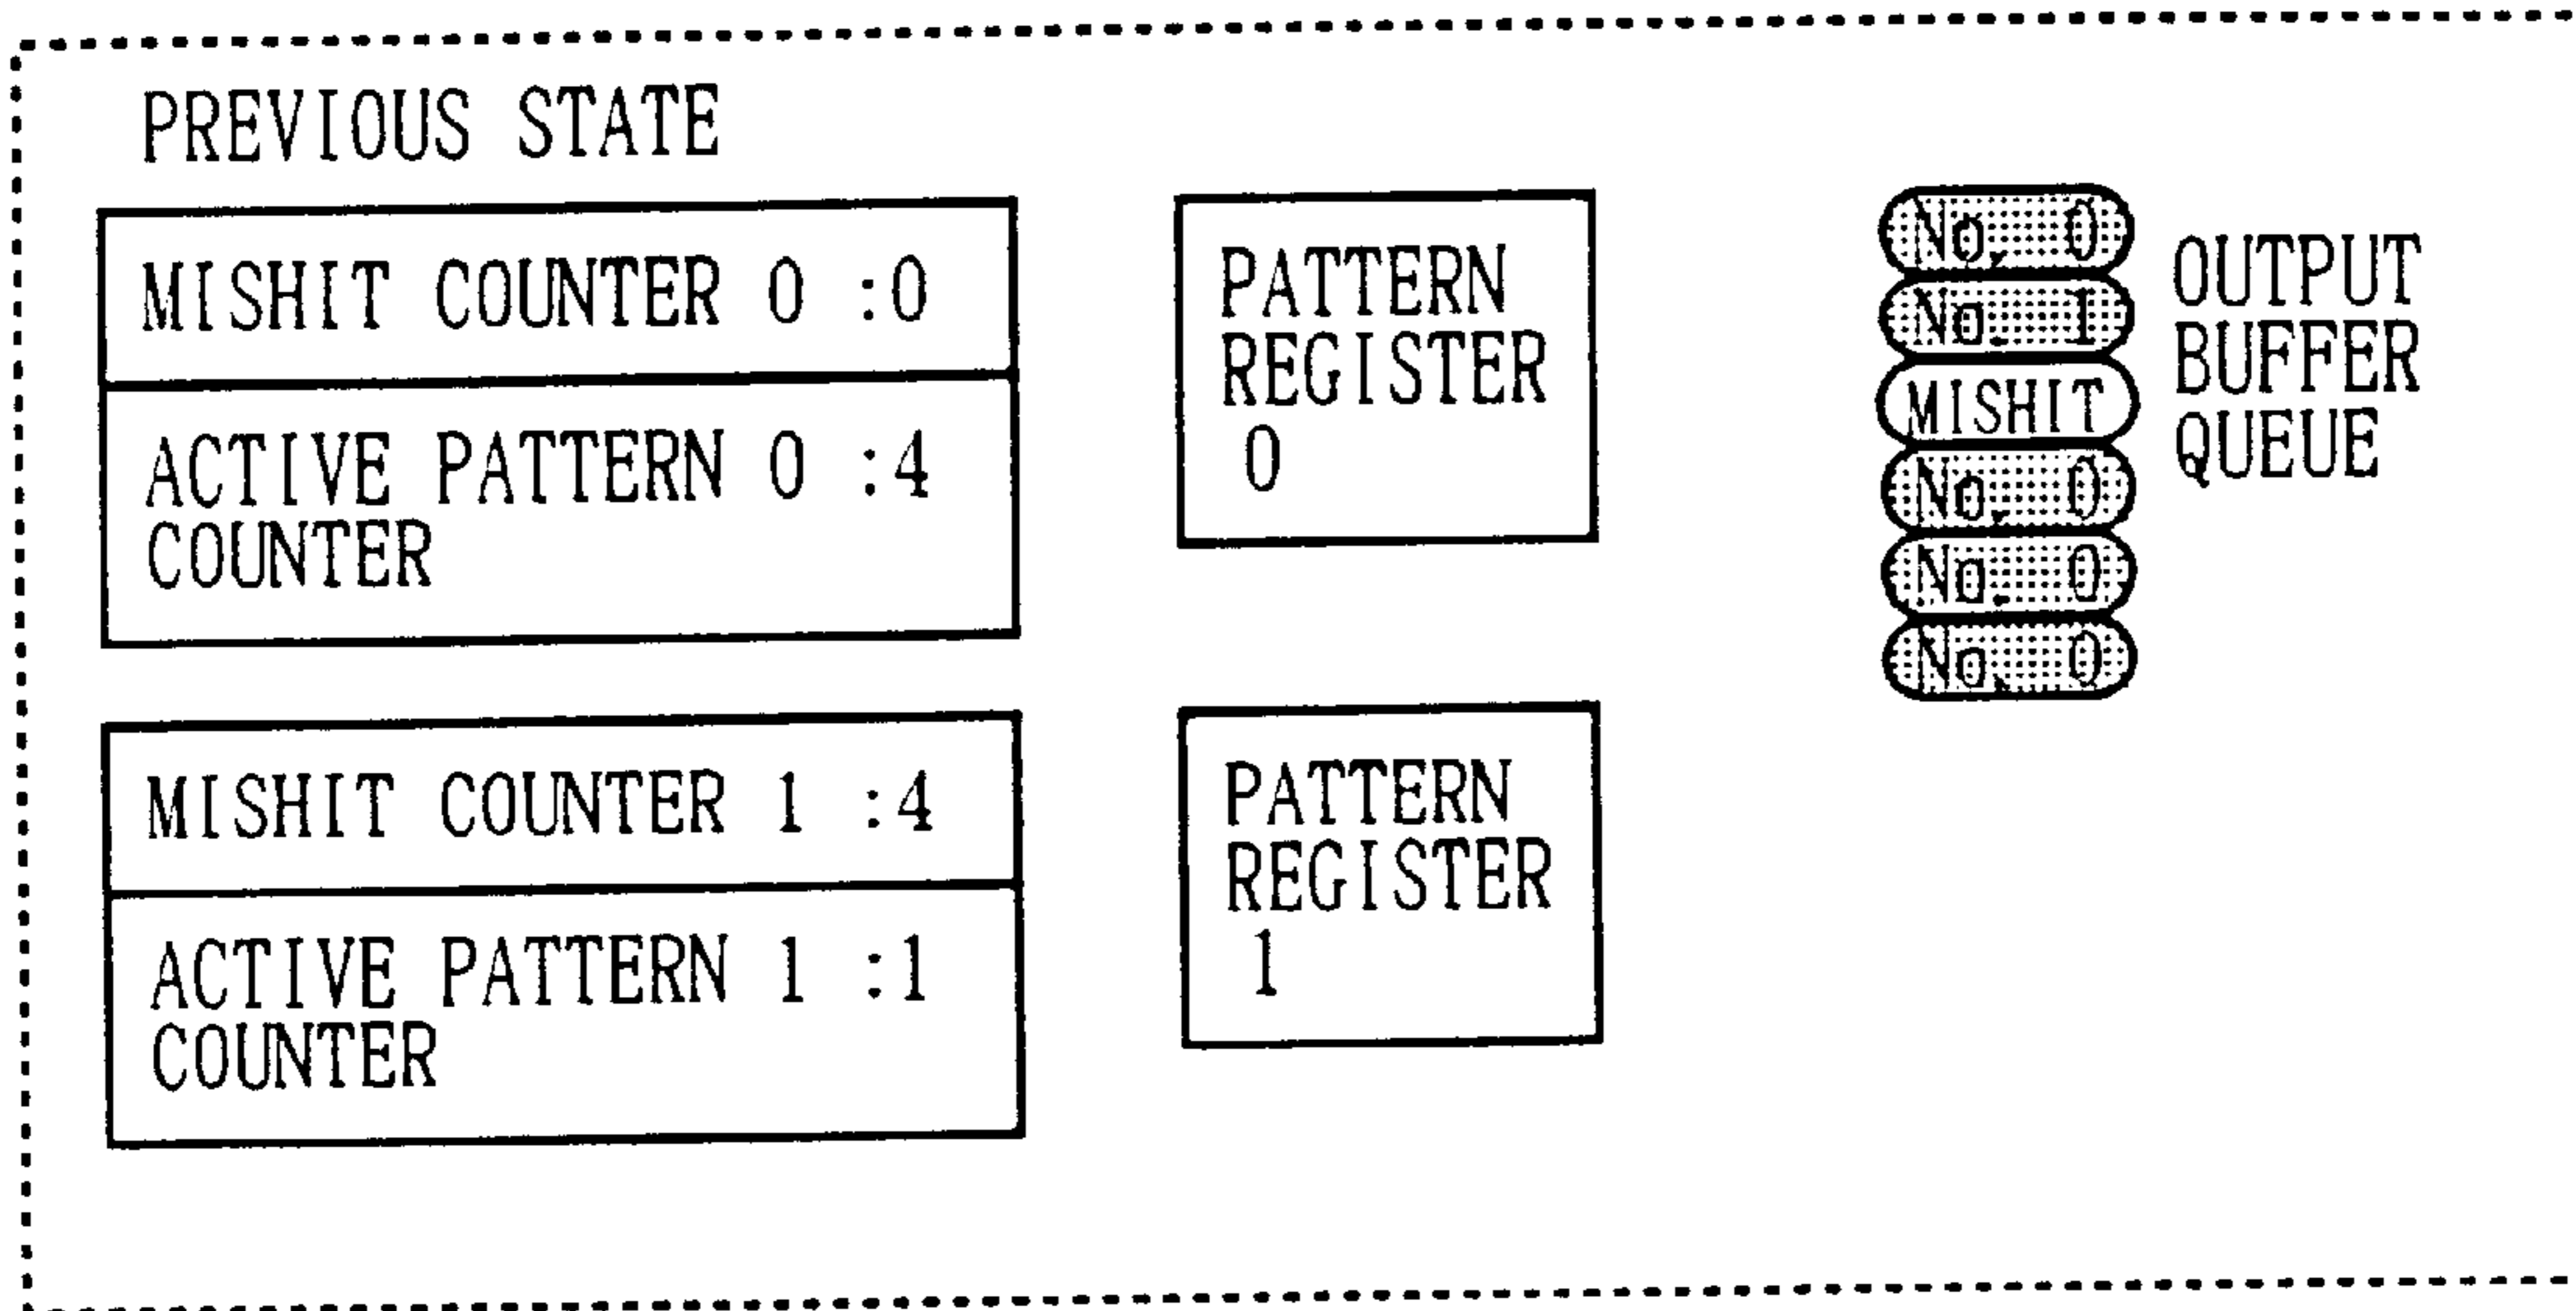 PREVIOUS STATE
MISHIT COUNTER 0 :0
ACTIVE PATTERN 0 :4
COUNTER
PATTERN
REGISTER
0
No. 0
No. 1
MISHIT
No. 0
No. 0
No. 0
OUTPUT
BUFFER
QUEUE
MISHIT COUNTER 1 :4
ACTIVE PATTERN 1 :1
COUNTER
PATTERN
REGISTER
1